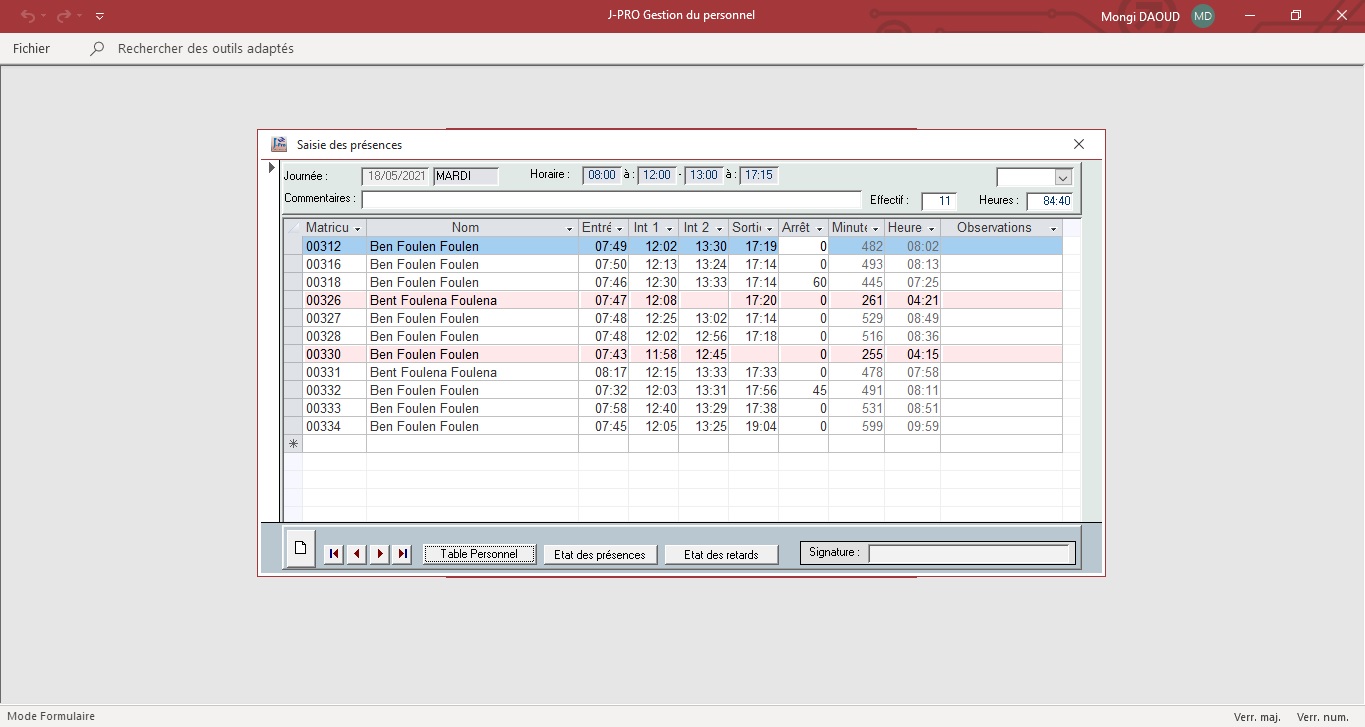 J-PRO Gestion du personnel
Mongi DAOUD MD
Fichier Rechercher des outils adaptés
Saisie des présences
Journée : 18/05/2021 MARDI Horaire : 08:00 à : 12:00 - 13:00 à : 17:15
Commentaires : Effectif : 11 Heures : 84:40
Matricu Nom Entré Int 1 Int 2 Sorti Arrêt Minute Heure Observations
00312 Ben Foulen Foulen 07:49 12:02 13:30 17:19 0 482 08:02
00316 Ben Foulen Foulen 07:50 12:13 13:24 17:14 0 493 08:13
00318 Ben Foulen Foulen 07:46 12:30 13:33 17:14 60 445 07:25
00326 Bent Foulena Foulena 07:47 12:08 17:20 0 261 04:21
00327 Ben Foulen Foulen 07:48 12:25 13:02 17:14 0 529 08:49
00328 Ben Foulen Foulen 07:48 12:02 12:56 17:18 0 516 08:36
00330 Ben Foulen Foulen 07:43 11:58 12:45 0 255 04:15
00331 Bent Foulena Foulena 08:17 12:15 13:33 17:33 0 478 07:58
00332 Ben Foulen Foulen 07:32 12:03 13:31 17:56 45 491 08:11
00333 Ben Foulen Foulen 07:58 12:40 13:29 17:38 0 531 08:51
00334 Ben Foulen Foulen 07:45 12:05 13:25 19:04 0 599 09:59
Table Personnel Etat des présences Etat des retards Signature :
Mode Formulaire Verr. maj. Verr. num.